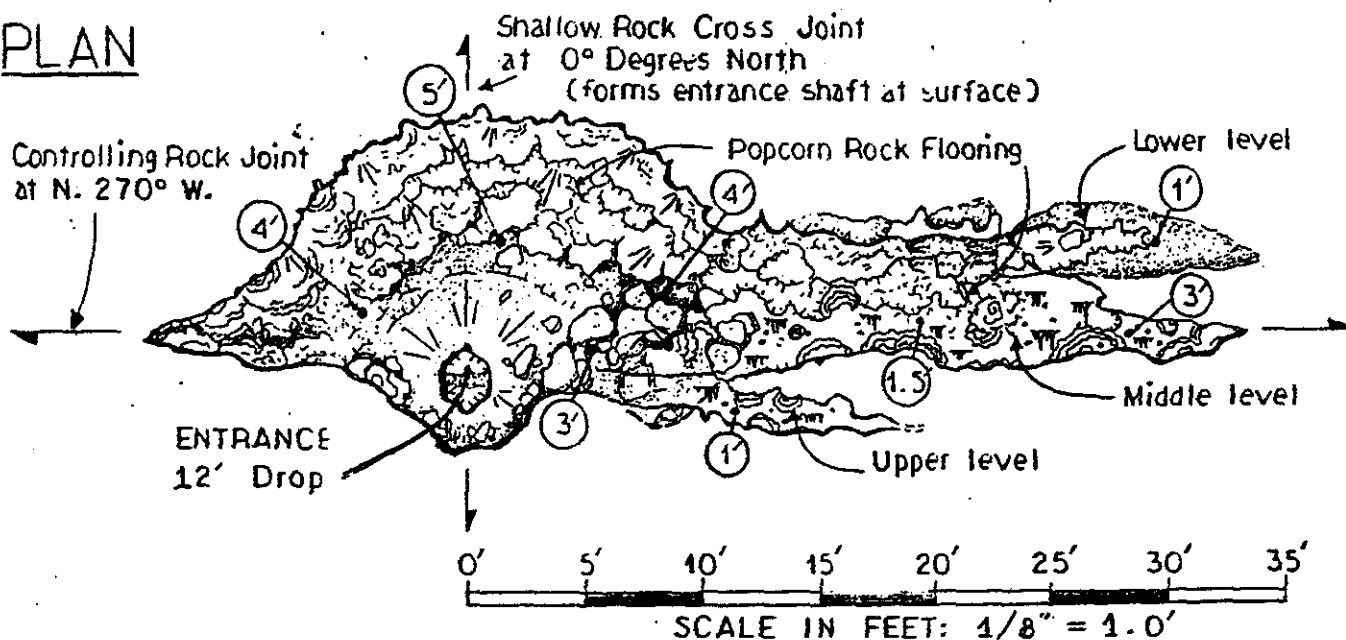 PLAN
Shallow Rock Cross Joint
at 0° Degrees North
(forms entrance shaft at surface)
5'
Controlling Rock Joint
at N. 270° W.
Popcorn Rock Flooring
Lower level
4'
4'
1'
3'
1.5'
3'
1'
Middle level
Upper level
ENTRANCE
12' Drop
0' 5' 10' 15' 20' 25' 30' 35'
SCALE IN FEET: 1/8" = 1.0'